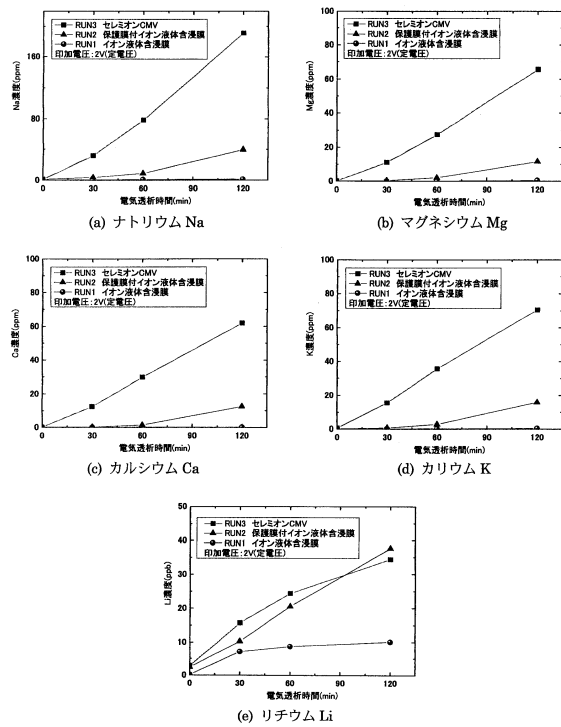 RUN3 セレミオンCMV
RUN2 保護膜付イオン液体含浸膜
RUN1 イオン液体含浸膜
印加電圧:2V(定電圧)
Na濃度(ppm)
160
80
0
0 30 60 90 120
電気透析時間(min)
(a) ナトリウム Na
RUN3 セレミオンCMV
RUN2 保護膜付イオン液体含浸膜
RUN1 イオン液体含浸膜
印加電圧:2V(定電圧)
Mg濃度(ppm)
100
80
60
40
20
0
0 30 60 90 120
電気透析時間(min)
(b) マグネシウム Mg
RUN3 セレミオンCMV
RUN2 保護膜付イオン液体含浸膜
RUN1 イオン液体含浸膜
印加電圧:2V(定電圧)
Ca濃度(ppm)
100
80
60
40
20
0
0 30 60 90 120
電気透析時間(min)
(c) カルシウム Ca
RUN3 セレミオンCMV
RUN2 保護膜付イオン液体含浸膜
RUN1 イオン液体含浸膜
印加電圧:2V(定電圧)
K濃度(ppm)
100
80
60
40
20
0
0 30 60 90 120
電気透析時間(min)
(d) カリウム K
RUN3 セレミオンCMV
RUN2 保護膜付イオン液体含浸膜
RUN1 イオン液体含浸膜
印加電圧:2V(定電圧)
Li濃度(ppb)
50
40
30
20
10
0
0 30 60 90 120
電気透析時間(min)
(e) リチウム Li